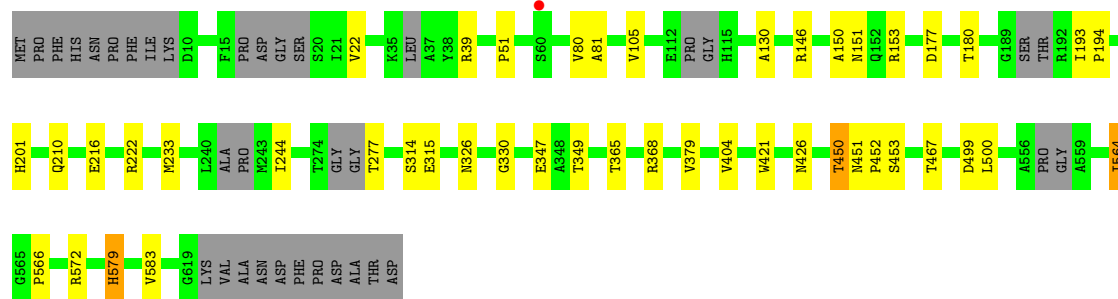 MET PRO PHE HIS ASN PRO PHE ILE LYS D10 F15 PRO ASP GLY SER S20 I21 V22 K35 LEU A37 Y38 R39 P51 S60 V80 A81 V105 E112 PRO GLY H115 A130 R146 A150 N151 Q152 R153 D177 T180 G189 SER THR R192 I193 P194
H201 Q210 E216 R222 M233 L240 ALA PRO M243 I244 T274 GLY GLY T277 S314 E315 N326 G330 E347 A348 T349 T365 R368 V379 V404 W421 N426 T450 N451 P452 S453 T467 D499 L500 A556 PRO GLY A559 I564
G565 P566 R572 H579 V583 G619 LYS VAL ALA ASN ASP PHE PRO ASP ALA THR ASP